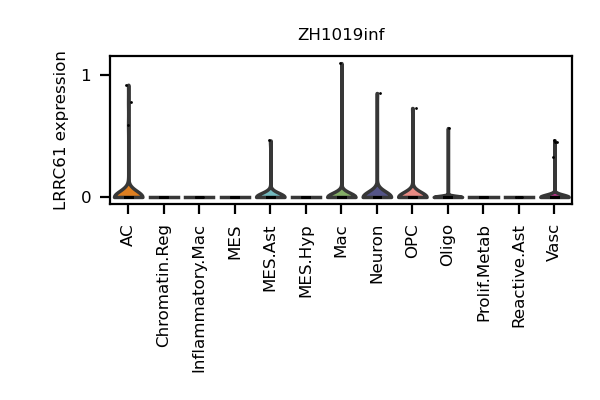 ZH1019inf
LRRC61 expression
1
0
AC
Chromatin.Reg
Inflammatory.Mac
MES
MES.Ast
MES.Hyp
Mac
Neuron
OPC
Oligo
Prolif.Metab
Reactive.Ast
Vasc